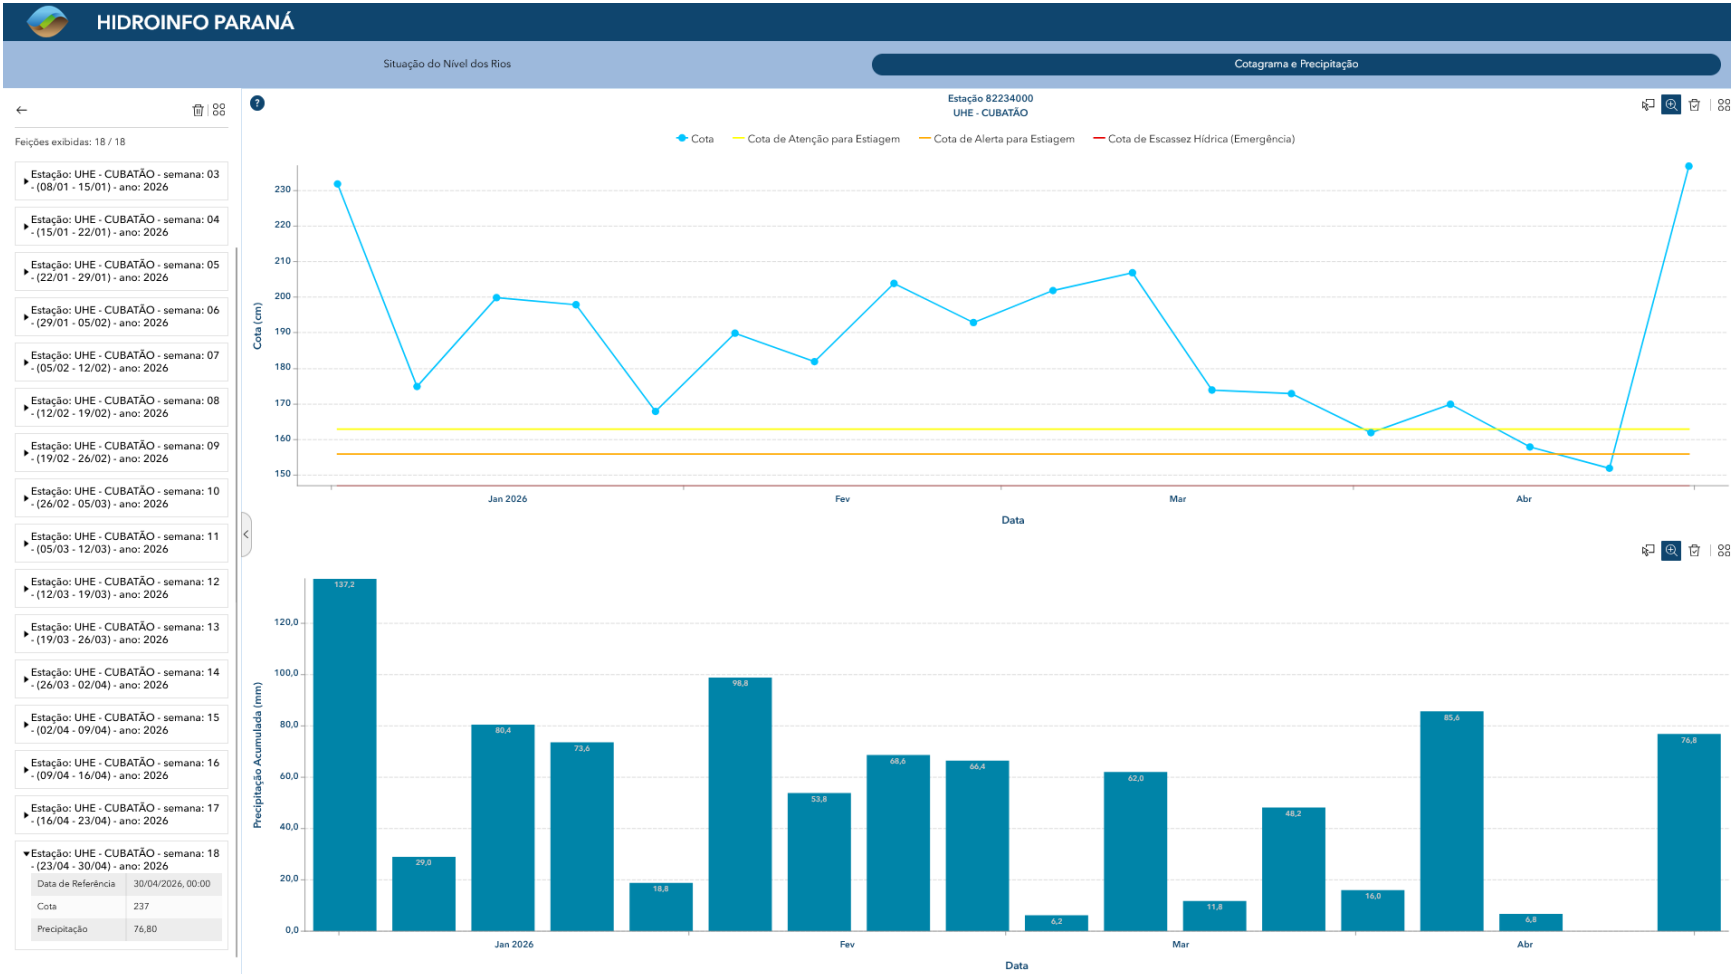 HIDROINFO PARANÁ
Situação do Nível dos Rios
Cotagrama e Precipitação
Feições exibidas: 18 / 18
Estação: UHE - CUBATÃO - semana: 03
- (08/01 - 15/01) - ano: 2026
Estação: UHE - CUBATÃO - semana: 04
- (15/01 - 22/01) - ano: 2026
Estação: UHE - CUBATÃO - semana: 05
- (22/01 - 29/01) - ano: 2026
Estação: UHE - CUBATÃO - semana: 06
- (29/01 - 05/02) - ano: 2026
Estação: UHE - CUBATÃO - semana: 07
- (05/02 - 12/02) - ano: 2026
Estação: UHE - CUBATÃO - semana: 08
- (12/02 - 19/02) - ano: 2026
Estação: UHE - CUBATÃO - semana: 09
- (19/02 - 26/02) - ano: 2026
Estação: UHE - CUBATÃO - semana: 10
- (26/02 - 05/03) - ano: 2026
Estação: UHE - CUBATÃO - semana: 11
- (05/03 - 12/03) - ano: 2026
Estação: UHE - CUBATÃO - semana: 12
- (12/03 - 19/03) - ano: 2026
Estação: UHE - CUBATÃO - semana: 13
- (19/03 - 26/03) - ano: 2026
Estação: UHE - CUBATÃO - semana: 14
- (26/03 - 02/04) - ano: 2026
Estação: UHE - CUBATÃO - semana: 15
- (02/04 - 09/04) - ano: 2026
Estação: UHE - CUBATÃO - semana: 16
- (09/04 - 16/04) - ano: 2026
Estação: UHE - CUBATÃO - semana: 17
- (16/04 - 23/04) - ano: 2026
Estação: UHE - CUBATÃO - semana: 18
- (23/04 - 30/04) - ano: 2026
Data de Referência 30/04/2026, 00:00
Cota 237
Precipitação 76,80
?
Estação 82234000
UHE - CUBATÃO
Cota Cota de Atenção para Estiagem Cota de Alerta para Estiagem Cota de Escassez Hídrica (Emergência)
Cota (cm)
230
220
210
200
190
180
170
160
150
Jan 2026 Fev Mar Abr
Data
Precipitação Acumulada (mm)
120,0
100,0
80,0
60,0
40,0
20,0
0,0
137,2
29,0
80,4
73,6
18,8
98,8
53,8
68,6
66,4
6,2
62,0
11,8
48,2
16,0
85,6
6,8
76,8
Jan 2026 Fev Mar Abr
Data